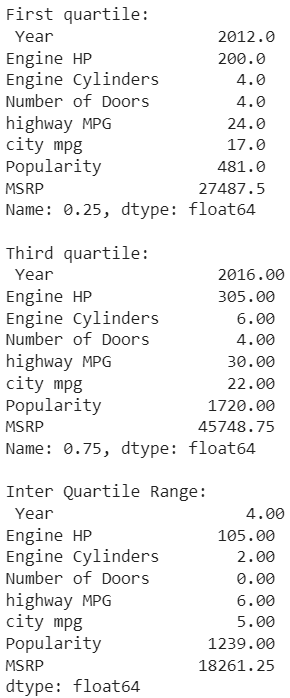 First quartile:
 Year                 2012.0
Engine HP              200.0
Engine Cylinders         4.0
Number of Doors          4.0
highway MPG             24.0
city mpg                17.0
Popularity             481.0
MSRP                 27487.5
Name: 0.25, dtype: float64

Third quartile:
 Year                 2016.00
Engine HP             305.00
Engine Cylinders        6.00
Number of Doors         4.00
highway MPG            30.00
city mpg               22.00
Popularity           1720.00
MSRP                45748.75
Name: 0.75, dtype: float64

Inter Quartile Range:
 Year                    4.00
Engine HP             105.00
Engine Cylinders        2.00
Number of Doors         0.00
highway MPG             6.00
city mpg                5.00
Popularity           1239.00
MSRP                18261.25
dtype: float64